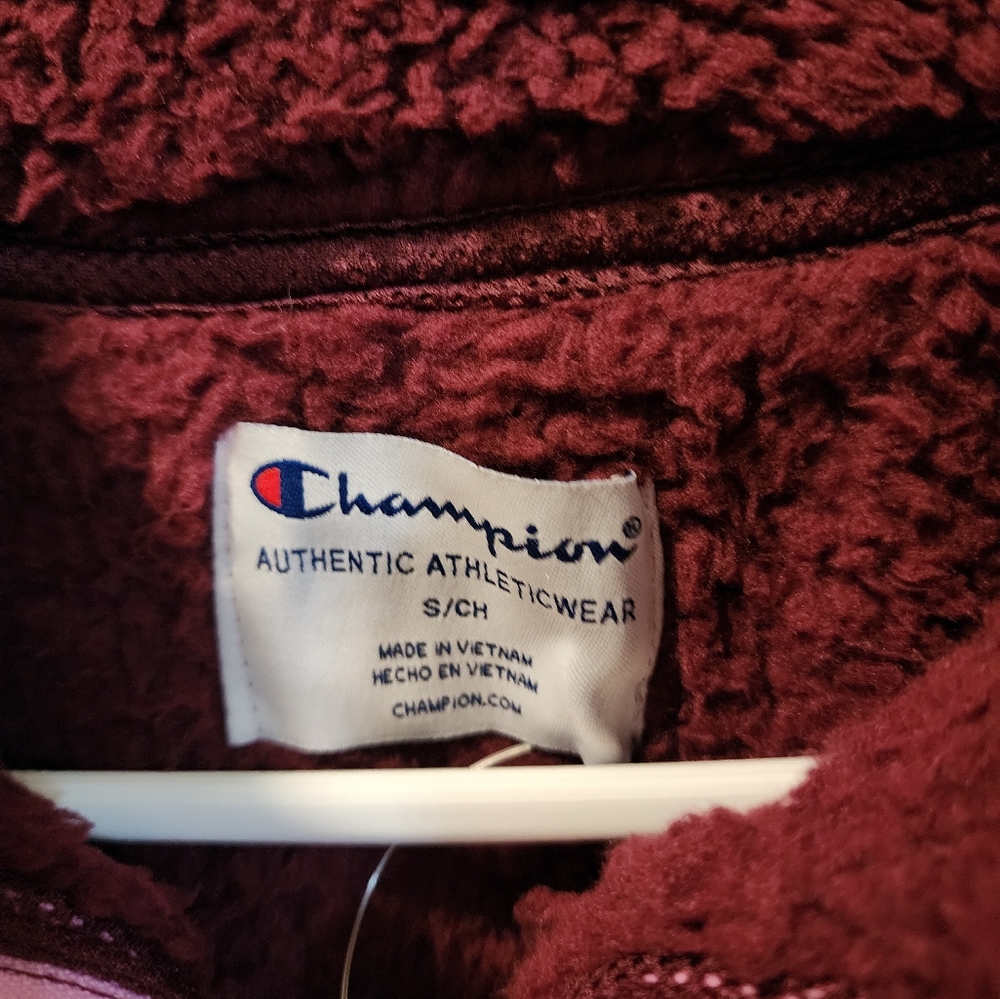 Champion®
AUTHENTIC ATHLETICWEAR
S/CH
MADE IN VIETNAM
HECHO EN VIETNAM
CHAMPION.COM